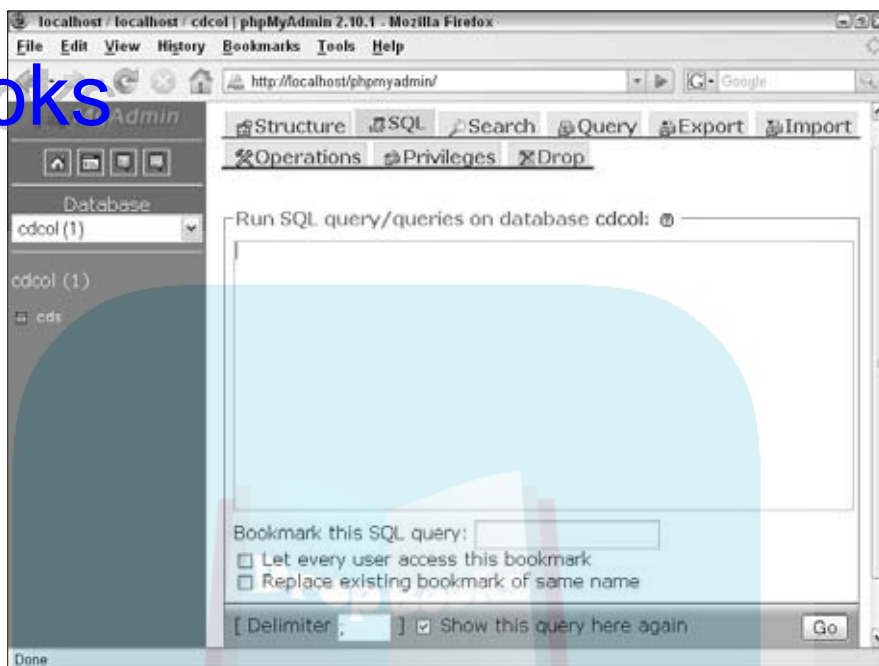 localhost / localhost / cdcol | phpMyAdmin 2.10.1 - Mozilla Firefox
File Edit View History Bookmarks Tools Help
http://localhost/phpmyadmin/
G Google
oks
Admin
Structure SQL Search Query Export Import
Operations Privileges Drop
Database
cdcol (1)
Run SQL query/queries on database cdcol:
cdcol (1)
cds
Bookmark this SQL query:
Let every user access this bookmark
Replace existing bookmark of same name
[ Delimiter ; ] Show this query here again Go
Done